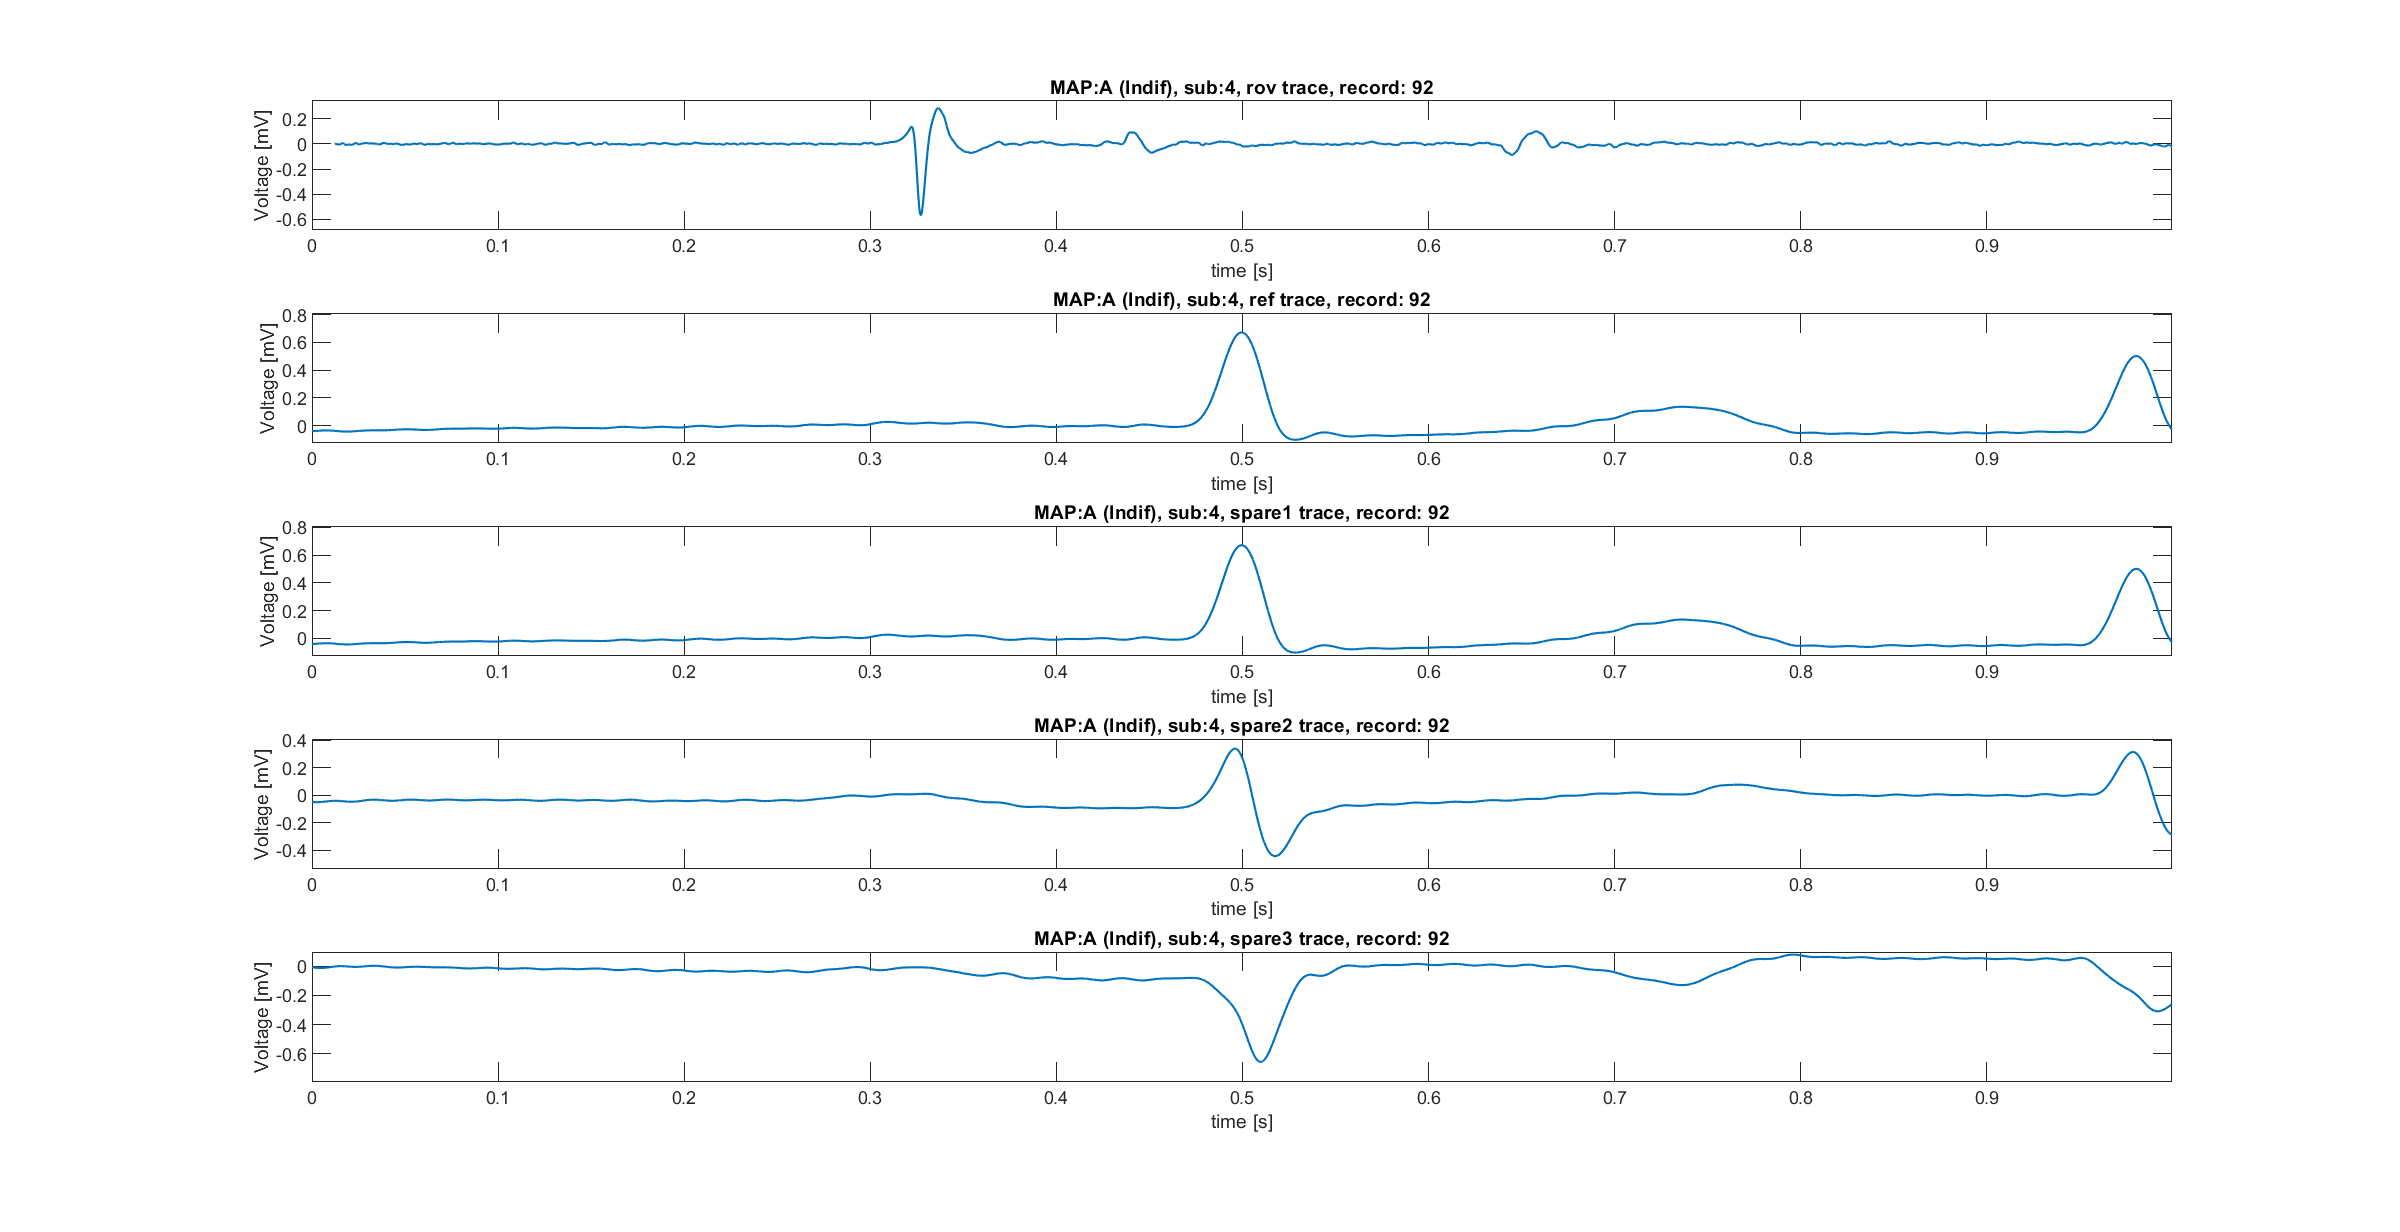 MAP:A (Indif), sub:4, rov trace, record: 92
Voltage [mV]
0.2
0
-0.2
-0.4
-0.6
0 0.1 0.2 0.3 0.4 0.5 0.6 0.7 0.8 0.9
time [s]
MAP:A (Indif), sub:4, ref trace, record: 92
Voltage [mV]
0.8
0.6
0.4
0.2
0
0 0.1 0.2 0.3 0.4 0.5 0.6 0.7 0.8 0.9
time [s]
MAP:A (Indif), sub:4, spare1 trace, record: 92
Voltage [mV]
0.8
0.6
0.4
0.2
0
0 0.1 0.2 0.3 0.4 0.5 0.6 0.7 0.8 0.9
time [s]
MAP:A (Indif), sub:4, spare2 trace, record: 92
Voltage [mV]
0.4
0.2
0
-0.2
-0.4
0 0.1 0.2 0.3 0.4 0.5 0.6 0.7 0.8 0.9
time [s]
MAP:A (Indif), sub:4, spare3 trace, record: 92
Voltage [mV]
0
-0.2
-0.4
-0.6
0 0.1 0.2 0.3 0.4 0.5 0.6 0.7 0.8 0.9
time [s]